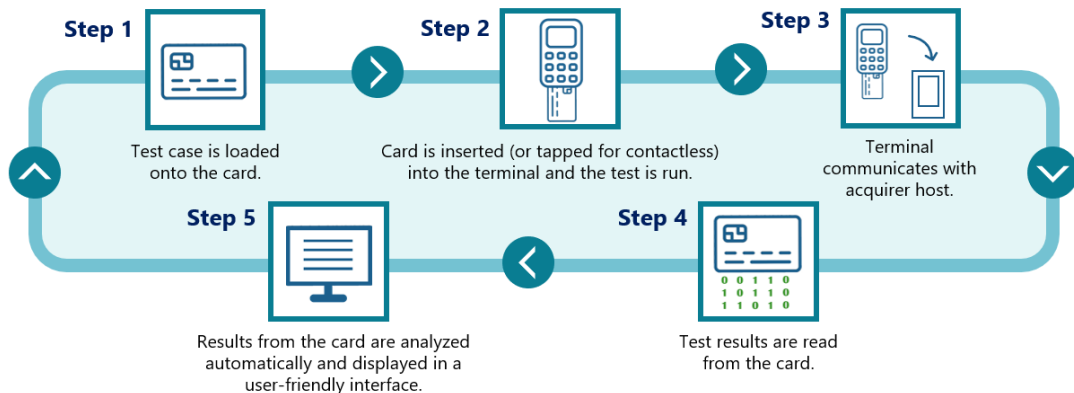 Step 1
Test case is loaded
onto the card.
Step 2
Card is inserted (or tapped for contactless)
into the terminal and the test is run.
Step 3
Terminal
communicates with
acquirer host.
Step 4
0 0 1 1 0
1 0 1 1 0
1 1 0 1 0
Test results are read
from the card.
Step 5
Results from the card are analyzed
automatically and displayed in a
user-friendly interface.